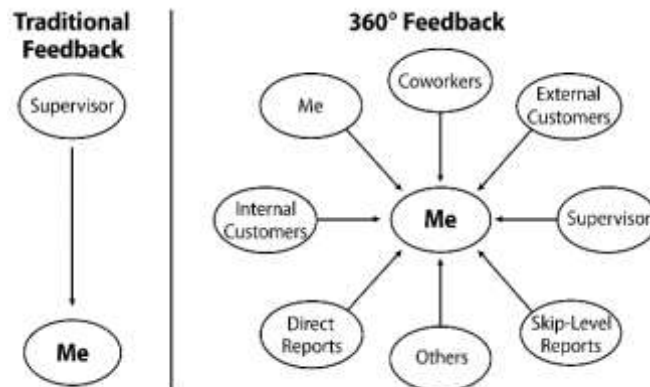 Traditional
Feedback
Supervisor
Me
360° Feedback
Coworkers
Me
External
Customers
Internal
Customers
Me
Supervisor
Direct
Reports
Others
Skip-Level
Reports